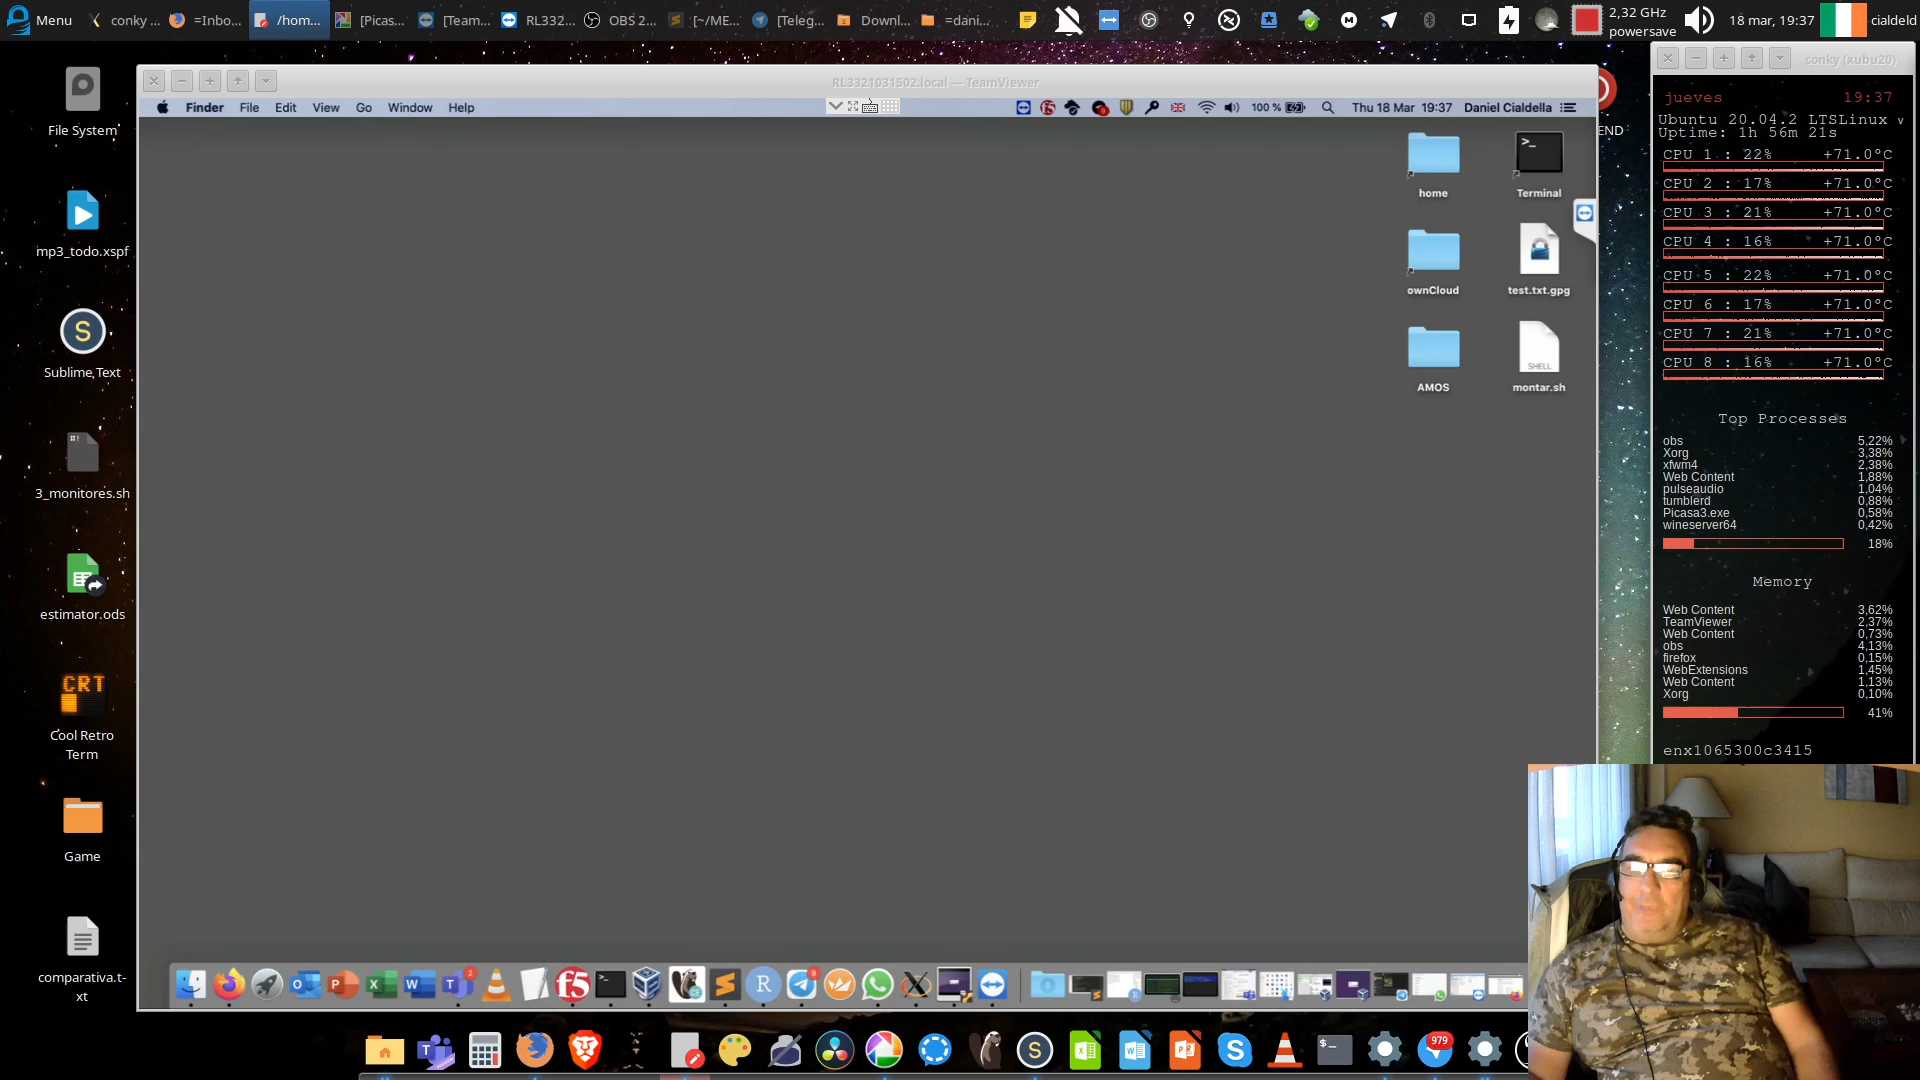 Menu
conky ...
=Inbo...
/hom...
[Picas...
[Team...
RL332...
OBS 2...
[~/ME...
[Teleg...
Downl...
=dani...
2,32 GHz
powersave
18 mar, 19:37
cialdeld
File System
mp3_todo.xspf
Sublime Text
3_monitores.sh
estimator.ods
CRT
Cool Retro
Term
Game
comparativa.t-
xt
RL3321031502.local — TeamViewer
Finder
File
Edit
View
Go
Window
Help
100 %
Thu 18 Mar 19:37
Daniel Cialdella
home
Terminal
ownCloud
test.txt.gpg
AMOS
SHELL
montar.sh
END
conky (xubu20)
jueves 19:37
Ubuntu 20.04.2 LTSLinux v
Uptime: 1h 56m 21s
CPU 1 : 22% +71.0°C
CPU 2 : 17% +71.0°C
CPU 3 : 21% +71.0°C
CPU 4 : 16% +71.0°C
CPU 5 : 22% +71.0°C
CPU 6 : 17% +71.0°C
CPU 7 : 21% +71.0°C
CPU 8 : 16% +71.0°C
Top Processes
obs 5,22%
Xorg 3,38%
xfwm4 2,38%
Web Content 1,88%
pulseaudio 1,04%
tumblerd 0,88%
Picasa3.exe 0,58%
wineserver64 0,42%
18%
Memory
Web Content 3,62%
TeamViewer 2,37%
Web Content 0,73%
obs 4,13%
firefox 0,15%
WebExtensions 1,45%
Web Content 1,13%
Xorg 0,10%
41%
enx1065300c3415
2
9
979